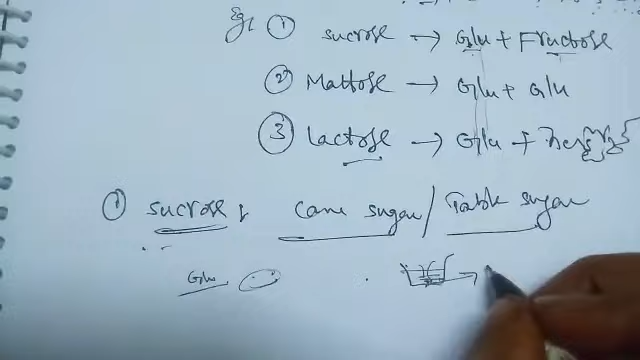 Eg: ① sucrose → Glu + Fructose
② Maltose → Glu + Glu
③ Lactose → Glu +
① sucrose: Cane sugar / Table sugar
Glu